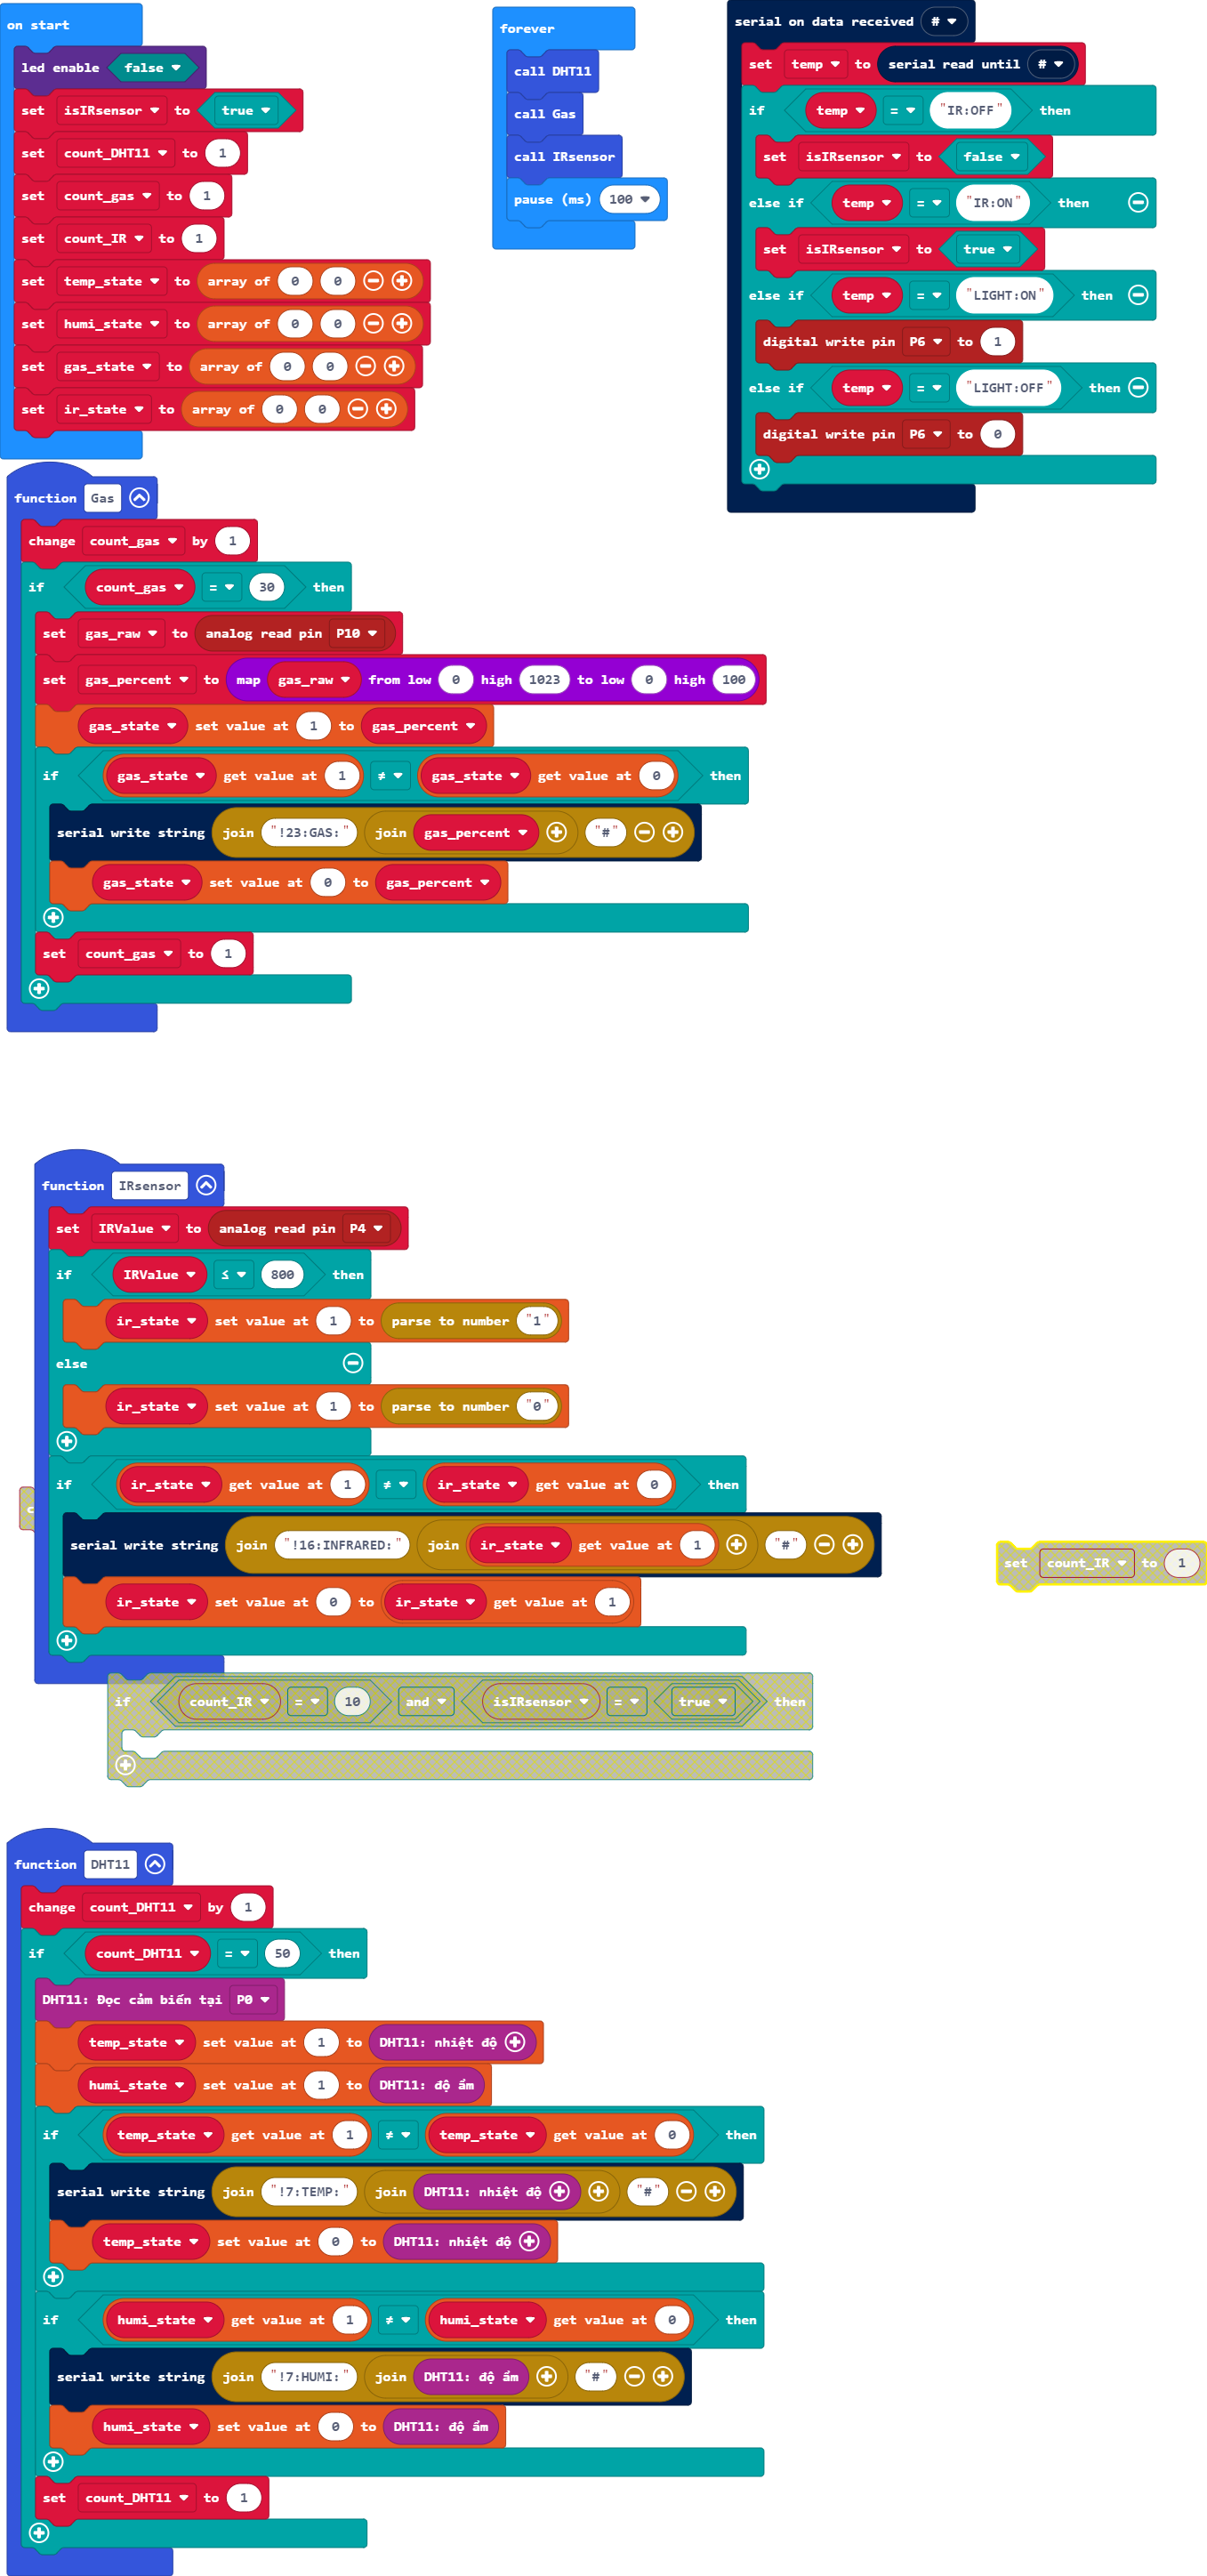 on start
led enable false
set isIRsensor to true
set count_DHT11 to 1
set count_gas to 1
set count_IR to 1
set temp_state to array of 0 0
set humi_state to array of 0 0
set gas_state to array of 0 0
set ir_state to array of 0 0
forever
call DHT11
call Gas
call IRsensor
pause (ms) 100
serial on data received #
set temp to serial read until #
if temp = "IR:OFF" then
set isIRsensor to false
else if temp = "IR:ON" then
set isIRsensor to true
else if temp = "LIGHT:ON" then
digital write pin P6 to 1
else if temp = "LIGHT:OFF" then
digital write pin P6 to 0
function Gas
change count_gas by 1
if count_gas = 30 then
set gas_raw to analog read pin P10
set gas_percent to map gas_raw from low 0 high 1023 to low 0 high 100
gas_state set value at 1 to gas_percent
if gas_state get value at 1 ≠ gas_state get value at 0 then
serial write string join "!23:GAS:" join gas_percent "#"
gas_state set value at 0 to gas_percent
set count_gas to 1
function IRsensor
set IRValue to analog read pin P4
if IRValue ≤ 800 then
ir_state set value at 1 to parse to number "1"
else
ir_state set value at 1 to parse to number "0"
if ir_state get value at 1 ≠ ir_state get value at 0 then
serial write string join "!16:INFRARED:" join ir_state get value at 1 "#"
ir_state set value at 0 to ir_state get value at 1
set count_IR to 1
if count_IR = 10 and isIRsensor = true then
function DHT11
change count_DHT11 by 1
if count_DHT11 = 50 then
DHT11: Đọc cảm biến tại P0
temp_state set value at 1 to DHT11: nhiệt độ
humi_state set value at 1 to DHT11: độ ẩm
if temp_state get value at 1 ≠ temp_state get value at 0 then
serial write string join "!7:TEMP:" join DHT11: nhiệt độ "#"
temp_state set value at 0 to DHT11: nhiệt độ
if humi_state get value at 1 ≠ humi_state get value at 0 then
serial write string join "!7:HUMI:" join DHT11: độ ẩm "#"
humi_state set value at 0 to DHT11: độ ẩm
set count_DHT11 to 1